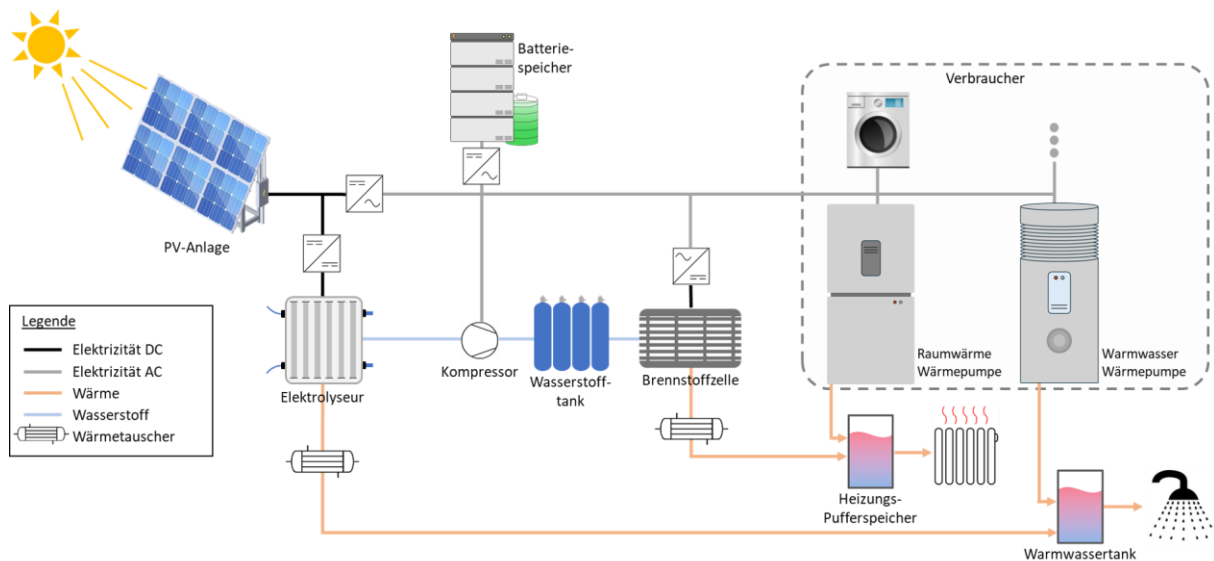 Batterie-
speicher
Verbraucher
PV-Anlage
Legende
Elektrizität DC
Elektrizität AC
Wärme
Wasserstoff
Wärmetauscher
Elektrolyseur
Kompressor
Wasserstoff-
tank
Brennstoffzelle
Raumwärme
Wärmepumpe
Warmwasser
Wärmepumpe
Heizungs-
Pufferspeicher
Warmwassertank